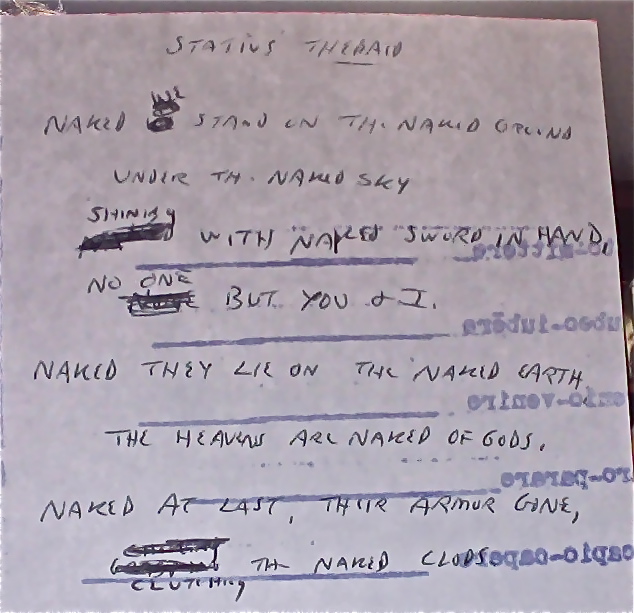 STATIUS' THEBAID
NAKED WE STAND ON TH. NAKED GROUND
UNDER TH. NAKED SKY
SHINING WITH NAKED SWORD IN HAND,
NO ONE BUT YOU & I.
NAKED THEY LIE ON THE NAKED EARTH
THE HEAVENS ARE NAKED OF GODS.
NAKED AT LAST, THEIR ARMOR GONE,
CLUTCHING TH NAKED CLODS.